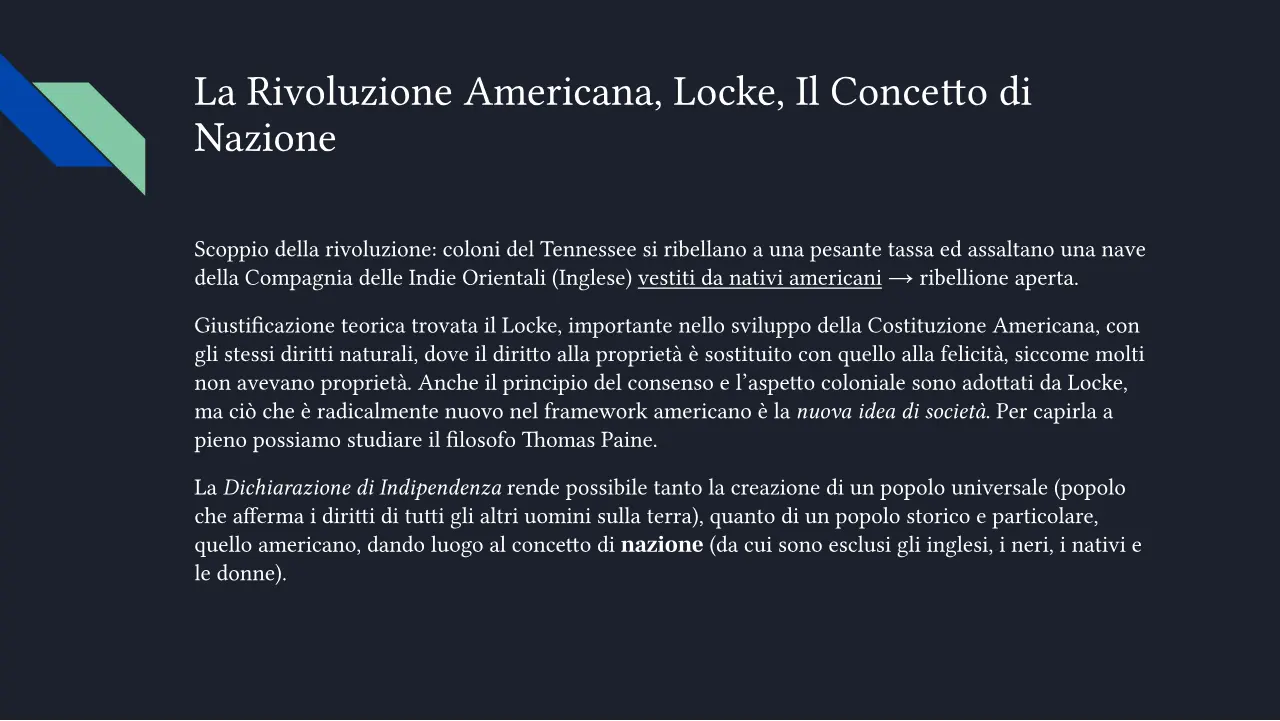 La Rivoluzione Americana, Locke, Il Concetto di
Nazione
Scoppio della rivoluzione: coloni del Tennessee si ribellano a una pesante tassa ed assaltano una nave
della Compagnia delle Indie Orientali (Inglese) vestiti da nativi americani → ribellione aperta.
Giustificazione teorica trovata il Locke, importante nello sviluppo della Costituzione Americana, con
gli stessi diritti naturali, dove il diritto alla proprietà è sostituito con quello alla felicità, siccome molti
non avevano proprietà. Anche il principio del consenso e l’aspetto coloniale sono adottati da Locke,
ma ciò che è radicalmente nuovo nel framework americano è la nuova idea di società. Per capirla a
pieno possiamo studiare il filosofo Thomas Paine.
La Dichiarazione di Indipendenza rende possibile tanto la creazione di un popolo universale (popolo
che afferma i diritti di tutti gli altri uomini sulla terra), quanto di un popolo storico e particolare,
quello americano, dando luogo al concetto di nazione (da cui sono esclusi gli inglesi, i neri, i nativi e
le donne).